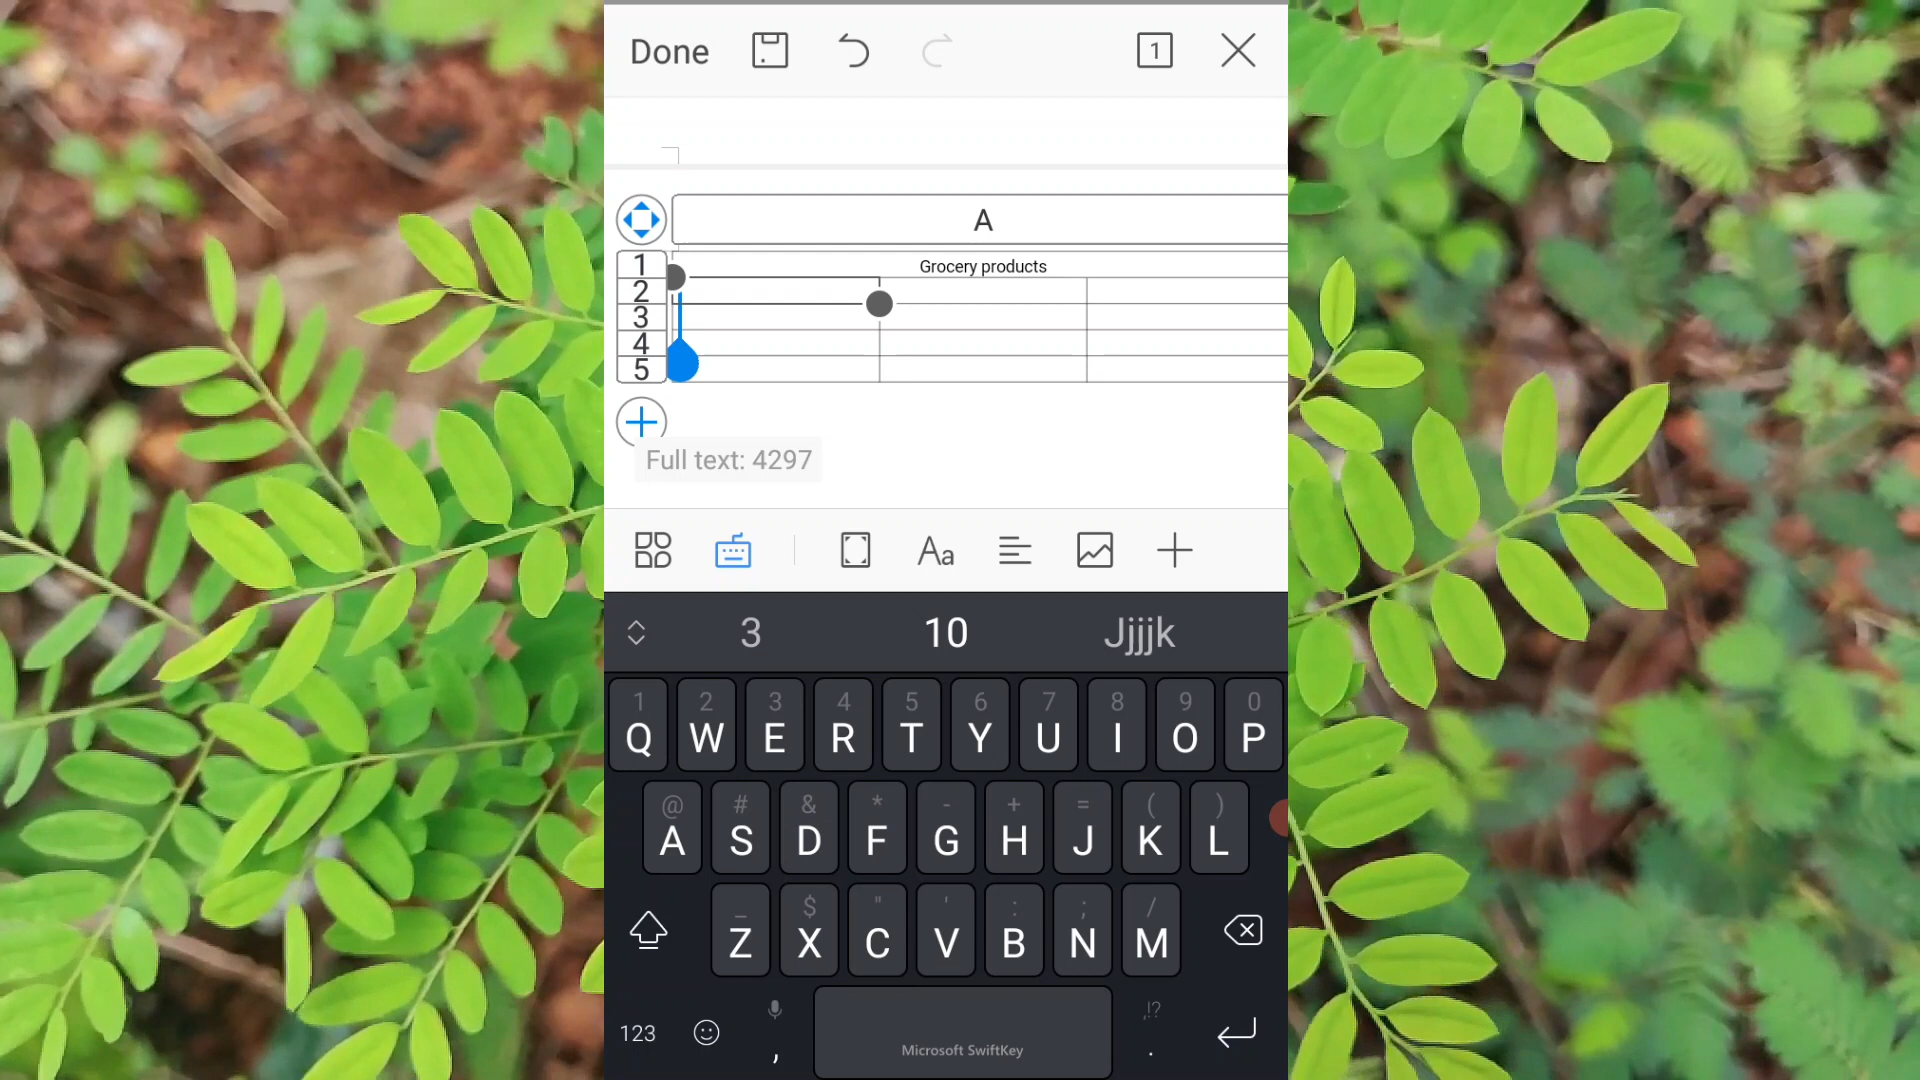 Done 1
A
1 Grocery products
2
3
4
5
Full text: 4297
Aa
3 10 Jjjjk
1 2 3 4 5 6 7 8 9 0
Q W E R T Y U I O P
@ # & * - + = ( )
A S D F G H J K L
_ $ " ' : ; /
Z X C V B N M
123 , Microsoft SwiftKey ,!? .